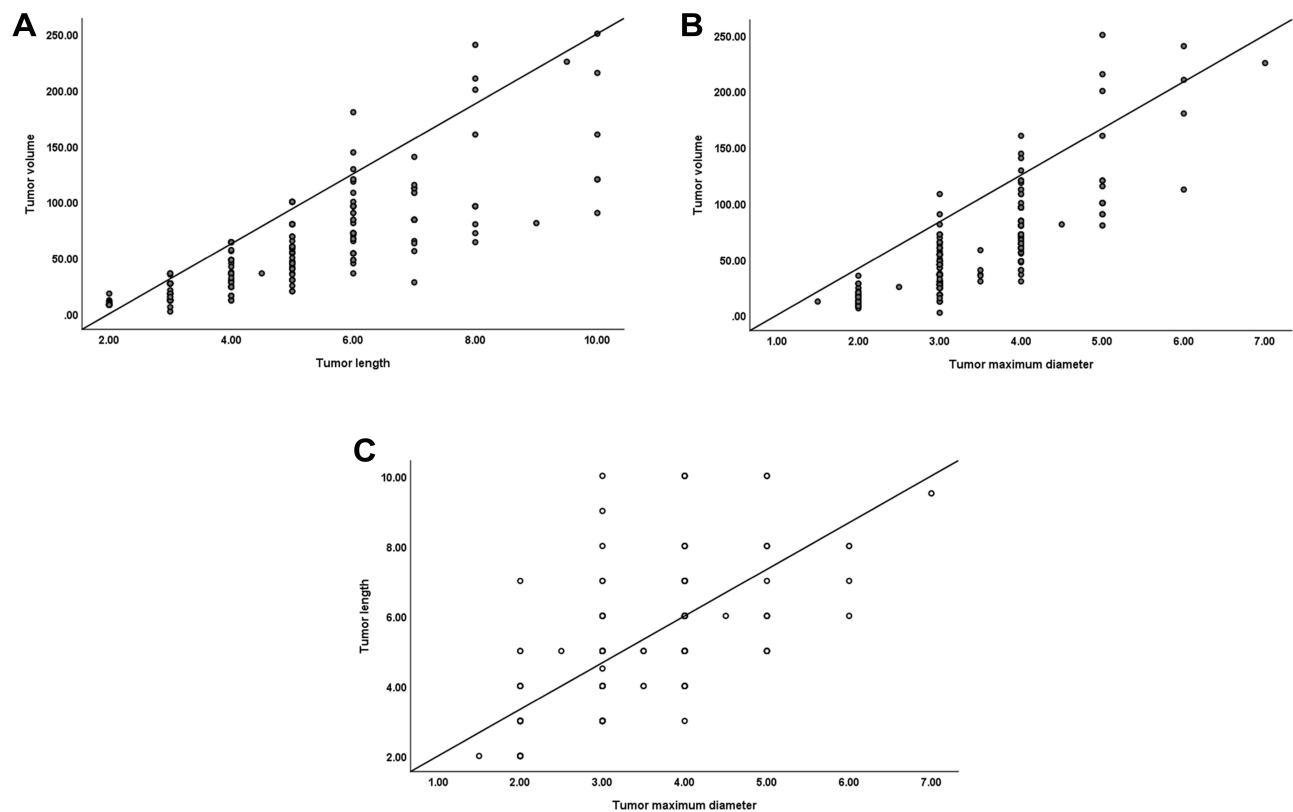 A
250.00
200.00
150.00
100.00
50.00
.00
Tumor volume
2.00 4.00 6.00 8.00 10.00
Tumor length
B
250.00
200.00
150.00
100.00
50.00
.00
Tumor volume
1.00 2.00 3.00 4.00 5.00 6.00 7.00
Tumor maximum diameter
C
10.00
8.00
6.00
4.00
2.00
Tumor length
1.00 2.00 3.00 4.00 5.00 6.00 7.00
Tumor maximum diameter